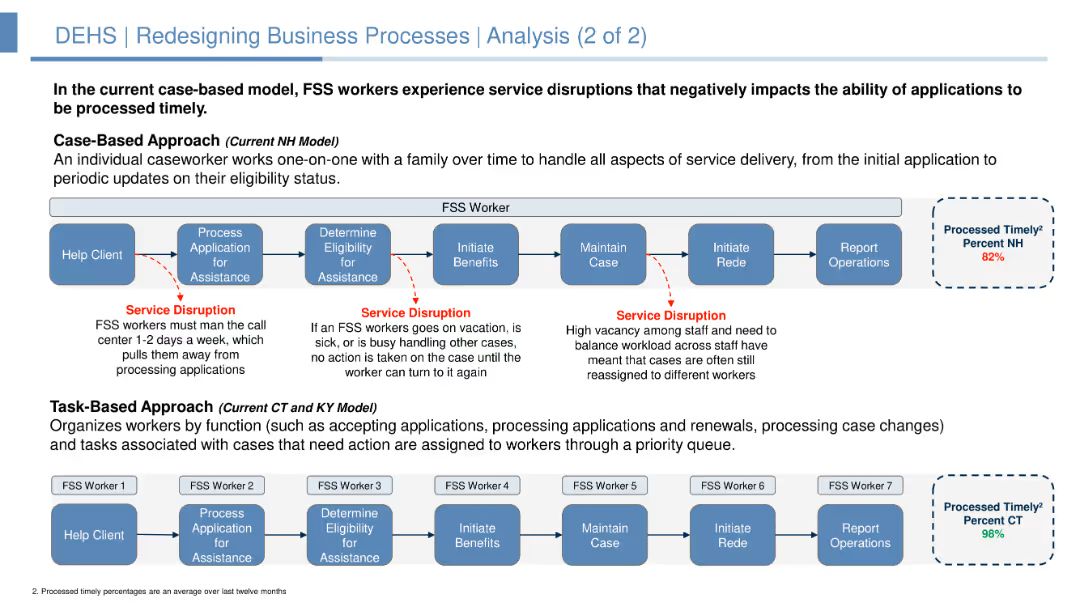 DEHS | Redesigning Business Processes | Analysis (2 of 2)
In the current case-based model, FSS workers experience service disruptions that negatively impacts the ability of applications to
be processed timely.
Case-Based Approach (Current NH Model)
An individual caseworker works one-on-one with a family over time to handle all aspects of service delivery, from the initial application to
periodic updates on their eligibility status.
FSS Worker
Help Client
Process
Application
for
Assistance
Determine
Eligibility
for
Assistance
Initiate
Benefits
Maintain
Case
Initiate
Rede
Report
Operations
Processed Timely²
Percent NH
82%
Service Disruption
FSS workers must man the call
center 1-2 days a week, which
pulls them away from
processing applications
Service Disruption
If an FSS workers goes on vacation, is
sick, or is busy handling other cases,
no action is taken on the case until the
worker can turn to it again
Service Disruption
High vacancy among staff and need to
balance workload across staff have
meant that cases are often still
reassigned to different workers
Task-Based Approach (Current CT and KY Model)
Organizes workers by function (such as accepting applications, processing applications and renewals, processing case changes)
and tasks associated with cases that need action are assigned to workers through a priority queue.
FSS Worker 1
FSS Worker 2
FSS Worker 3
FSS Worker 4
FSS Worker 5
FSS Worker 6
FSS Worker 7
Help Client
Process
Application
for
Assistance
Determine
Eligibility
for
Assistance
Initiate
Benefits
Maintain
Case
Initiate
Rede
Report
Operations
Processed Timely²
Percent CT
98%
2. Processed timely percentages are an average over last twelve months